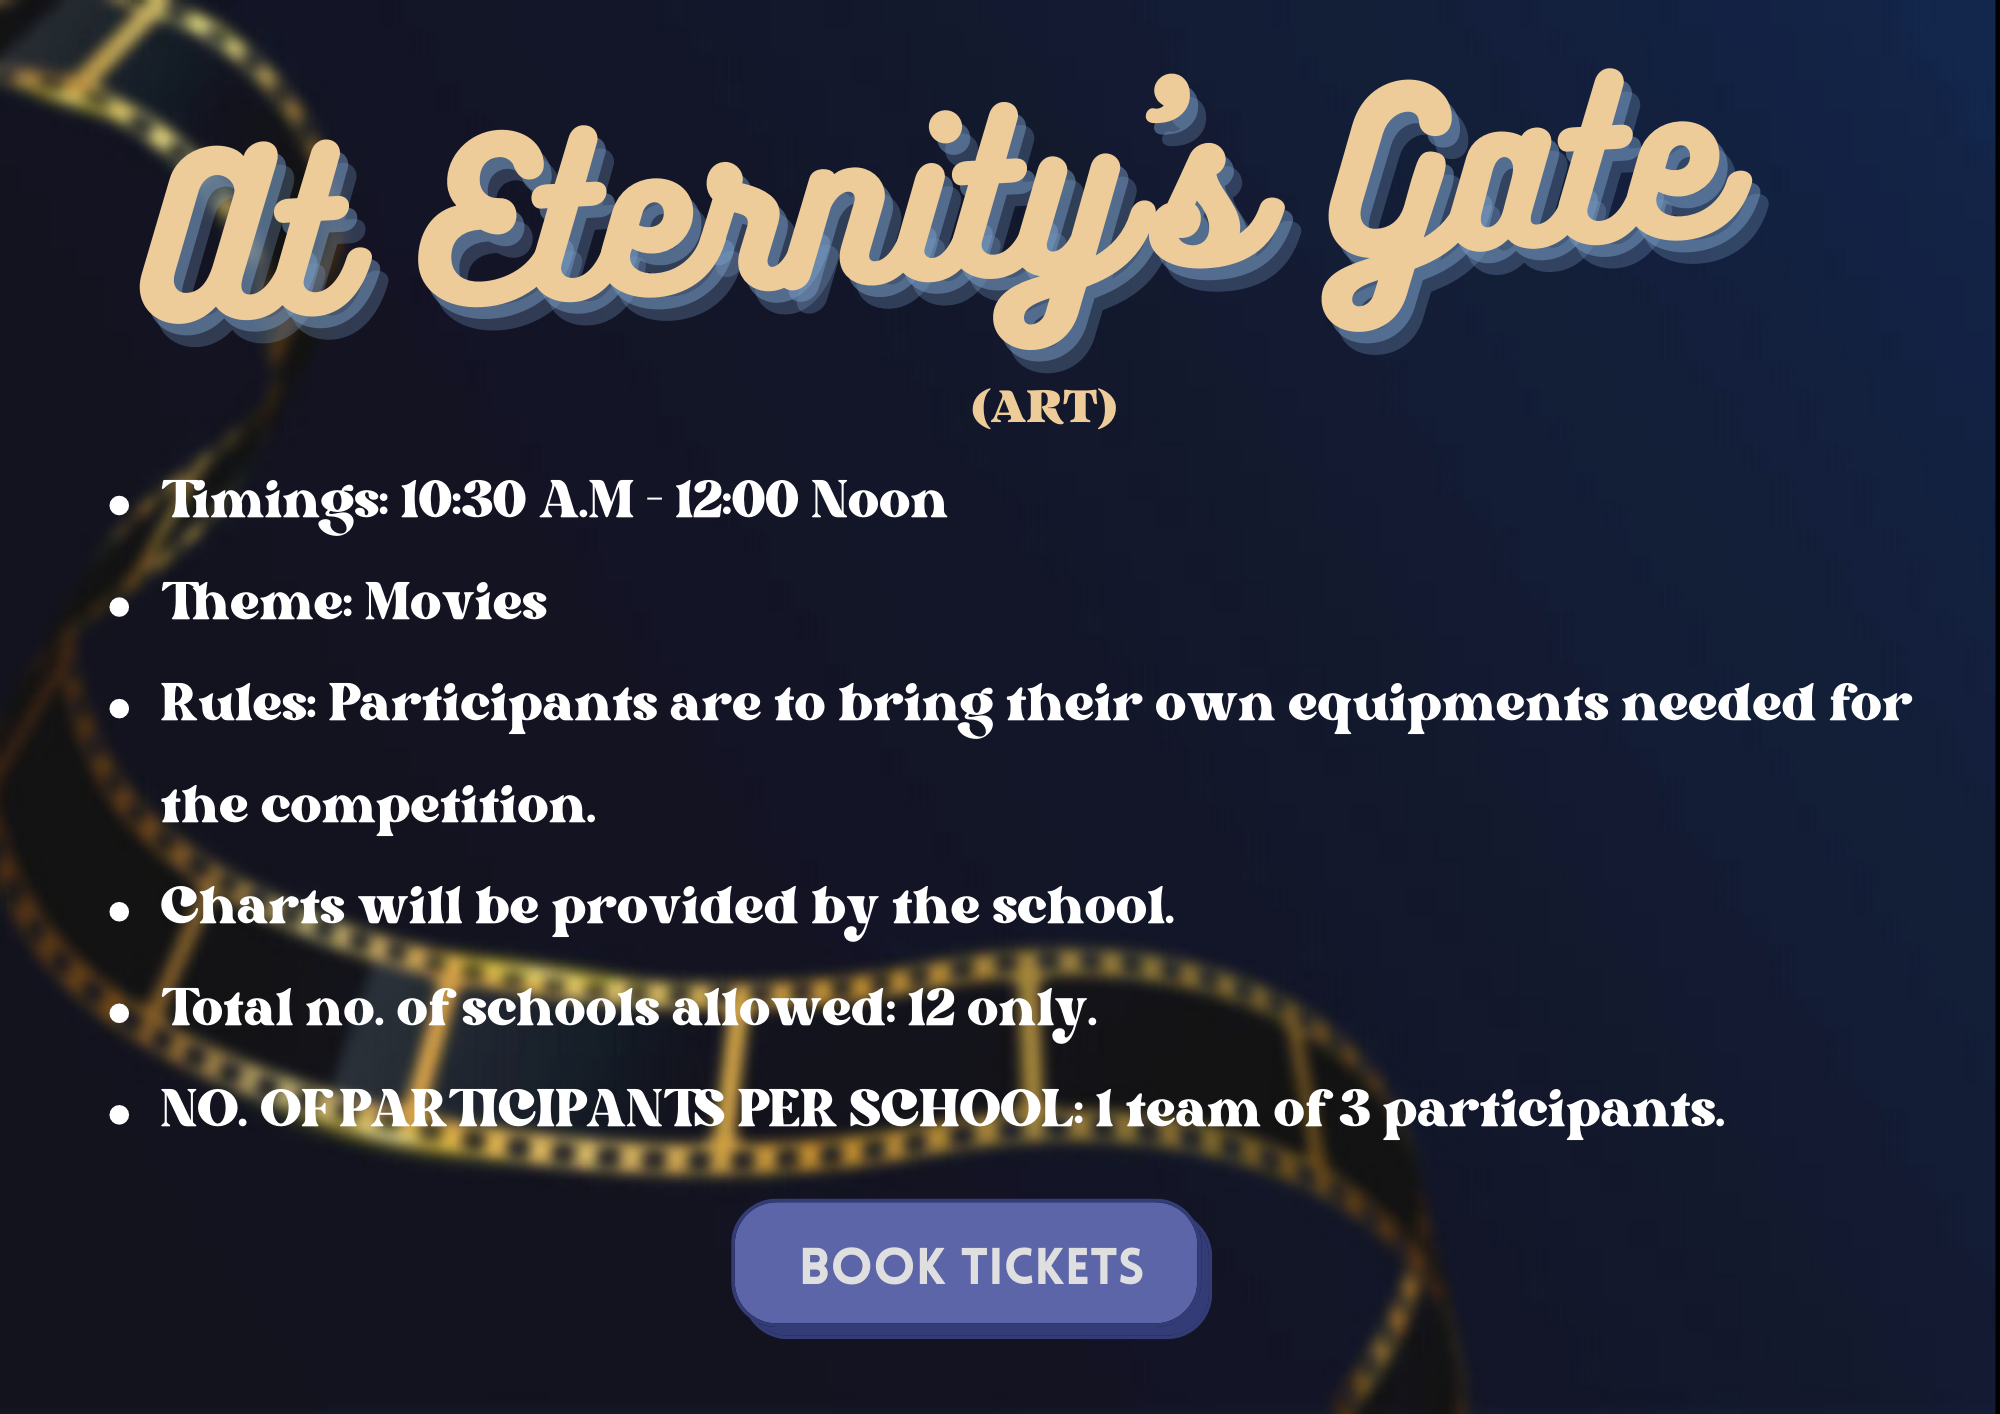 At Eternity's Gate
(ART)
• Timings: 10:30 A.M - 12:00 Noon
• Theme: Movies
• Rules: Participants are to bring their own equipments needed for
the competition.
• Charts will be provided by the school.
• Total no. of schools allowed: 12 only.
• NO. OF PARTICIPANTS PER SCHOOL: 1 team of 3 participants.
BOOK TICKETS